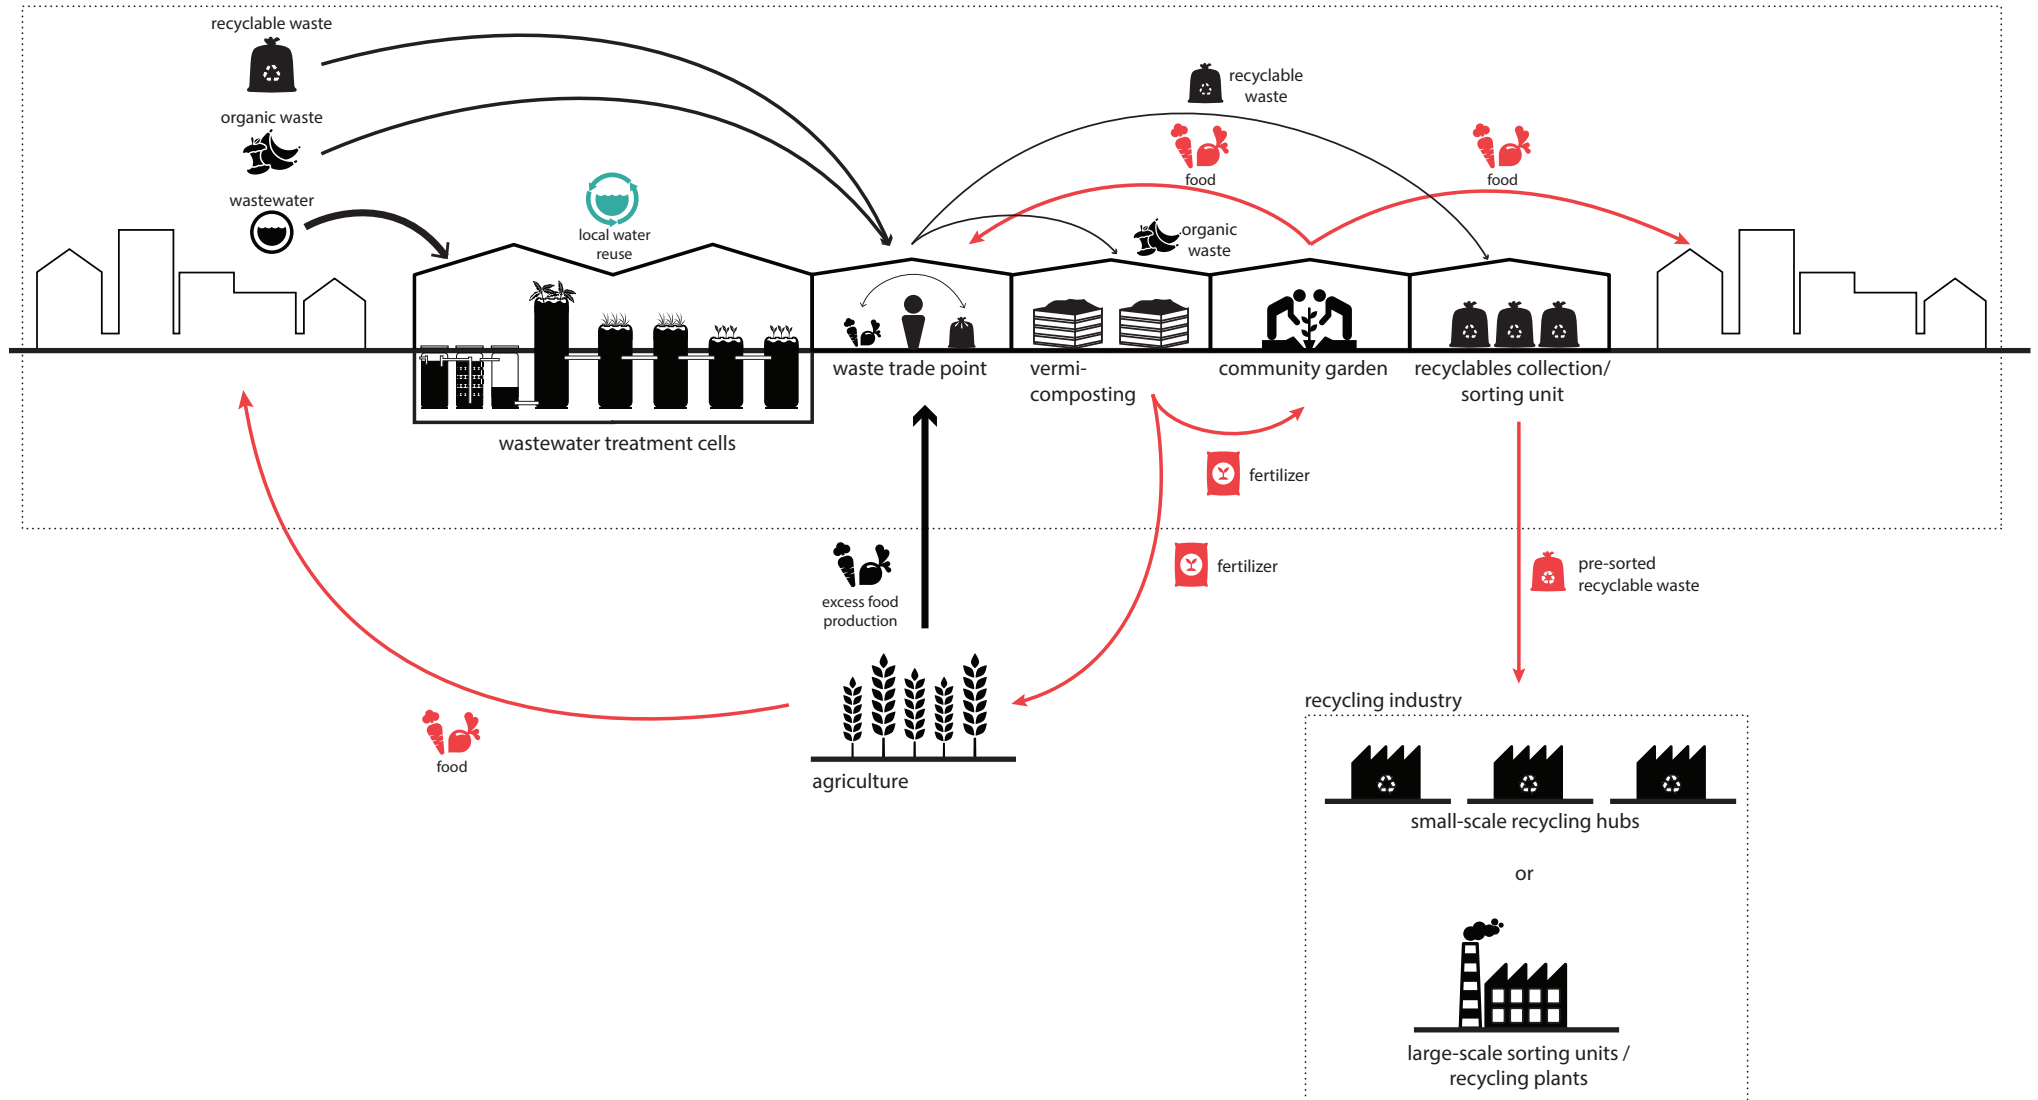 recyclable waste
organic waste
wastewater
local water
reuse
recyclable
waste
food
food
organic
waste
waste trade point
vermi-
composting
community garden
recyclables collection/
sorting unit
wastewater treatment cells
fertilizer
excess food
production
fertilizer
pre-sorted
recyclable waste
food
agriculture
recycling industry
small-scale recycling hubs
or
large-scale sorting units /
recycling plants